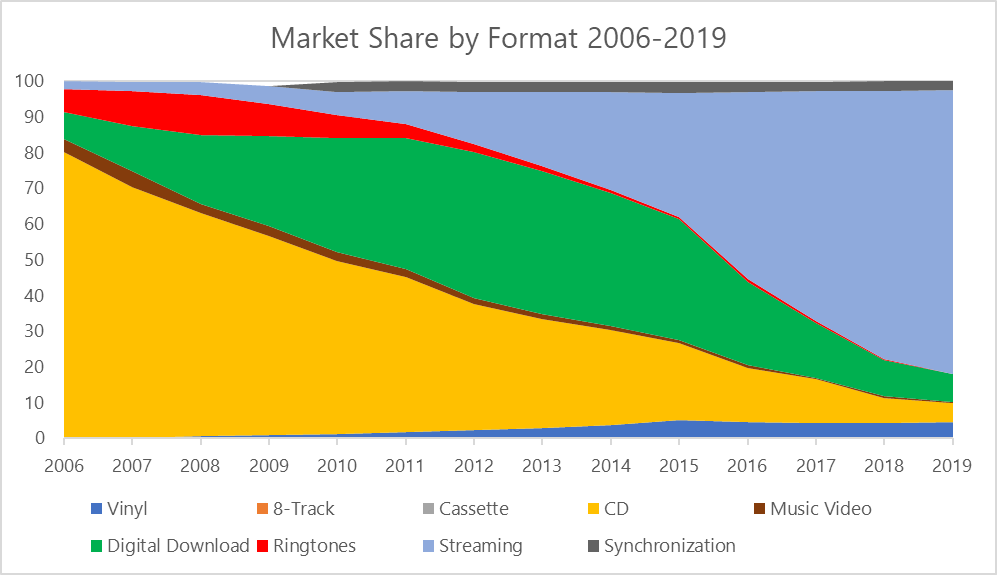 Market Share by Format 2006-2019
100
90
80
70
60
50
40
30
20
10
0
2006 2007 2008 2009 2010 2011 2012 2013 2014 2015 2016 2017 2018 2019
Vinyl 8-Track Cassette CD Music Video
Digital Download Ringtones Streaming Synchronization